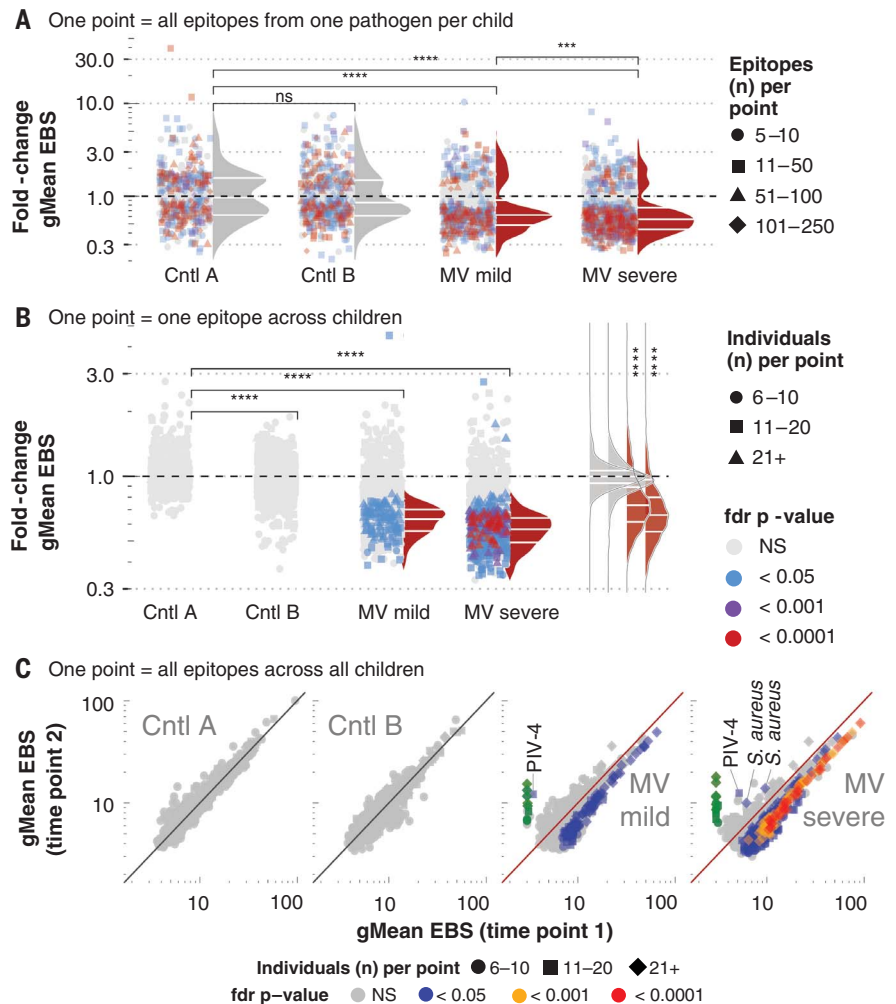 A One point = all epitopes from one pathogen per child
Fold-change gMean EBS
30.0
10.0
3.0
1.0
0.3
ns
****
****
***
Cntl A
Cntl B
MV mild
MV severe
Epitopes
(n) per
point
5–10
11–50
51–100
101–250
B One point = one epitope across children
Fold-change
gMean EBS
3.0
1.0
0.3
****
****
****
****
****
Cntl A
Cntl B
MV mild
MV severe
Individuals
(n) per point
6–10
11–20
21+
fdr p-value
NS
< 0.05
< 0.001
< 0.0001
C One point = all epitopes across all children
gMean EBS
(time point 2)
100
10
Cntl A
Cntl B
PIV-4
MV
mild
PIV-4
S. aureus
S. aureus
MV
severe
10 100
10 100
10 100
10 100
gMean EBS (time point 1)
Individuals (n) per point 6–10 11–20 21+
fdr p–value NS < 0.05 < 0.001 < 0.0001